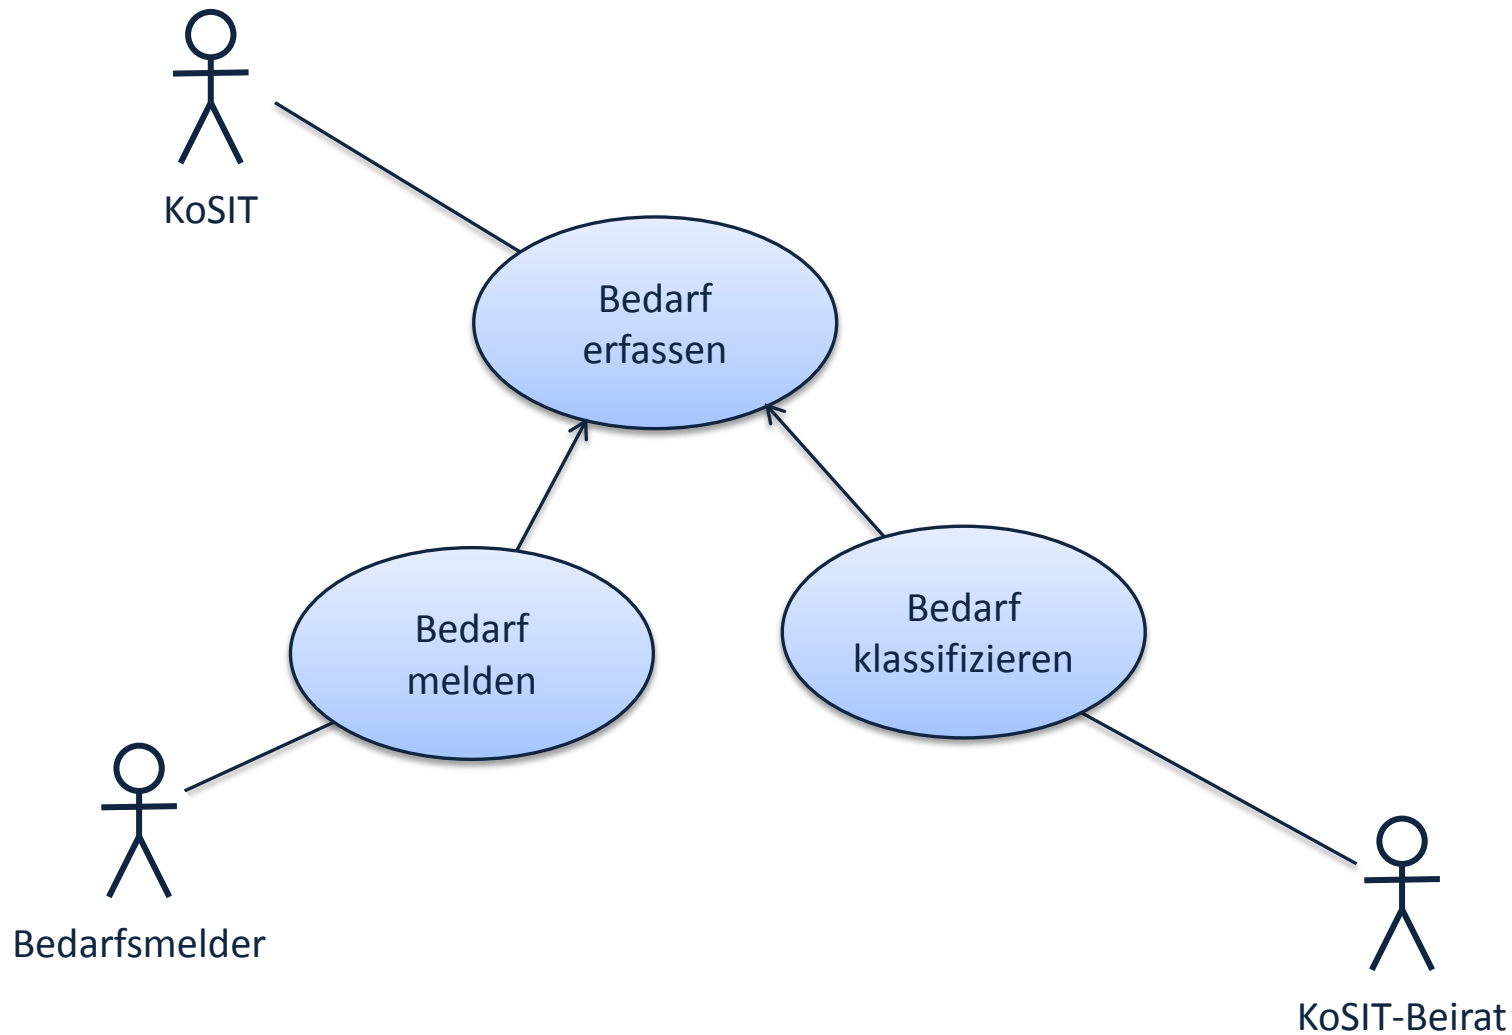 KoSIT
Bedarf
erfassen
Bedarf
melden
Bedarf
klassifizieren
Bedarfsmelder
KoSIT-Beirat